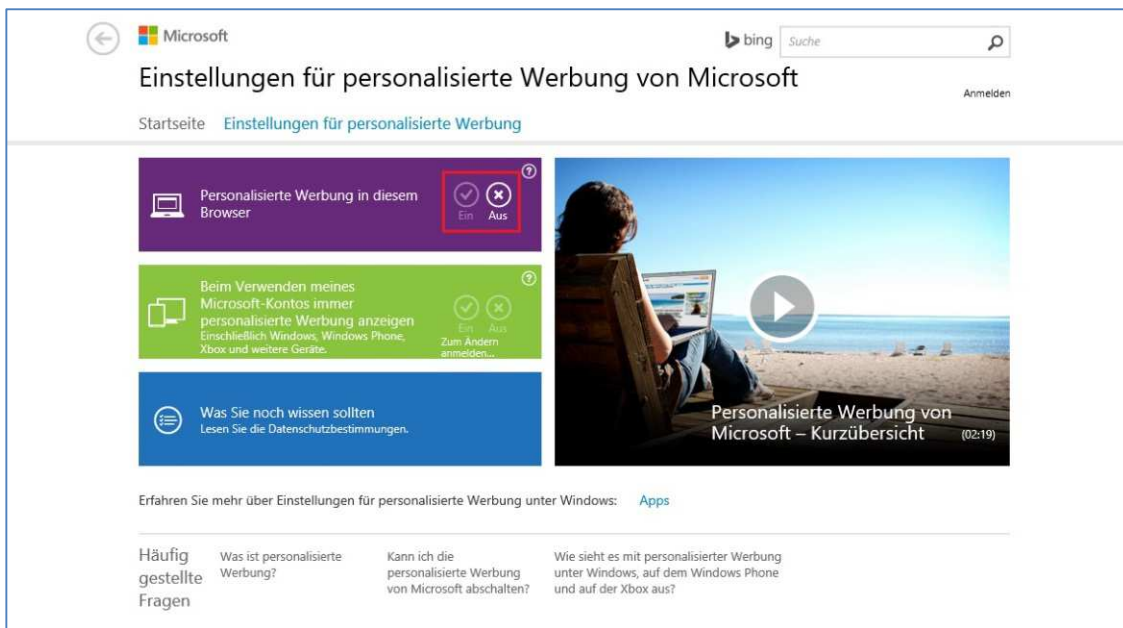 Microsoft
bing
Suche
Einstellungen für personalisierte Werbung von Microsoft
Anmelden
Startseite Einstellungen für personalisierte Werbung
Personalisierte Werbung in diesem
Browser
Ein Aus
Beim Verwenden meines
Microsoft-Kontos immer
personalisierte Werbung anzeigen
Einschließlich Windows, Windows Phone,
Xbox und weitere Geräte.
Ein Aus
Zum Ändern
anmelden...
Was Sie noch wissen sollten
Lesen Sie die Datenschutzbestimmungen.
Personalisierte Werbung von
Microsoft – Kurzübersicht (02:19)
Erfahren Sie mehr über Einstellungen für personalisierte Werbung unter Windows: Apps
Häufig
gestellte
Fragen
Was ist personalisierte
Werbung?
Kann ich die
personalisierte Werbung
von Microsoft abschalten?
Wie sieht es mit personalisierter Werbung
unter Windows, auf dem Windows Phone
und auf der Xbox aus?